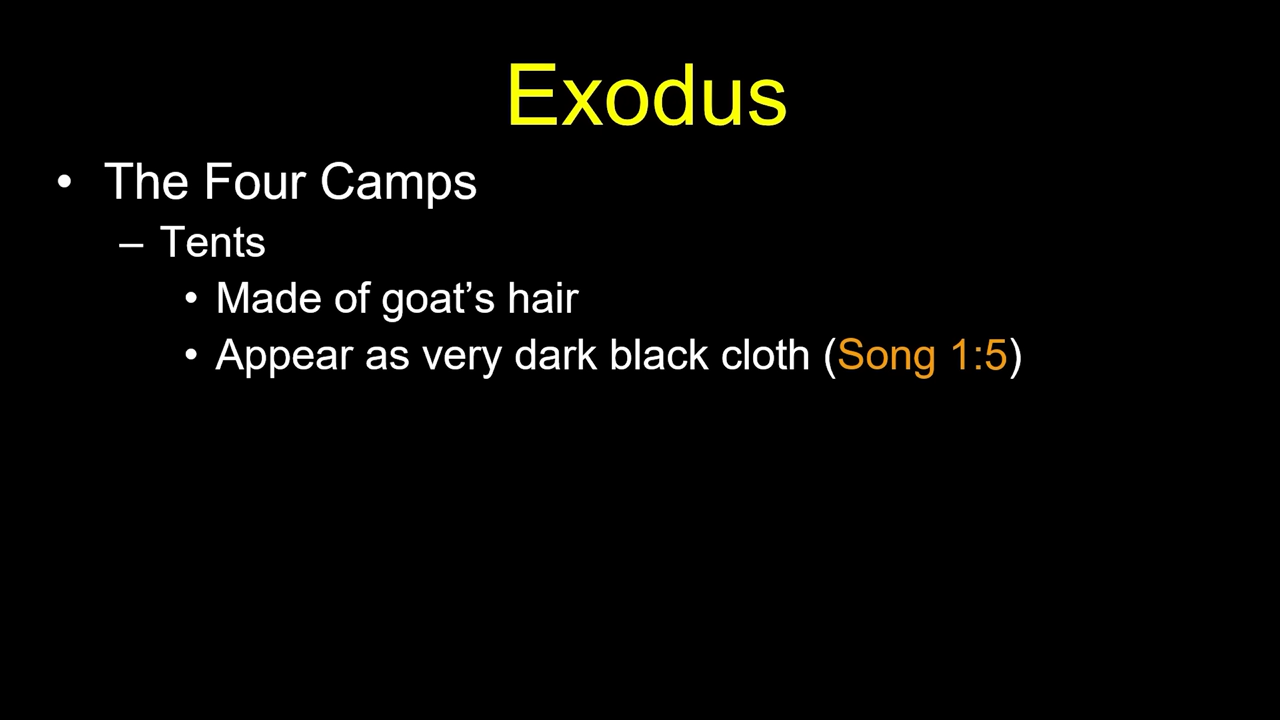 Exodus
• The Four Camps
– Tents
• Made of goat’s hair
• Appear as very dark black cloth (Song 1:5)